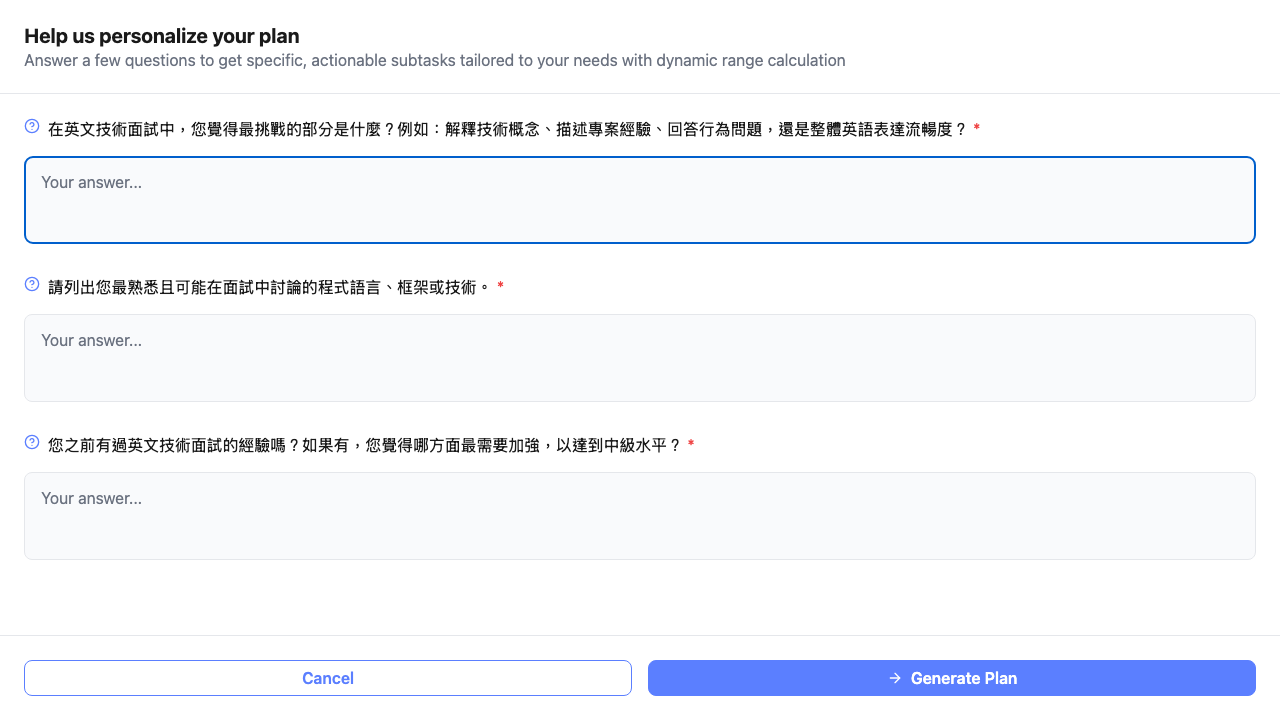 Help us personalize your plan
Answer a few questions to get specific, actionable subtasks tailored to your needs with dynamic range calculation
在英文技術面試中，您覺得最挑戰的部分是什麼？例如：解釋技術概念、描述專案經驗、回答行為問題，還是整體英語表達流暢度？ *
Your answer...
請列出您最熟悉且可能在面試中討論的程式語言、框架或技術。 *
Your answer...
您之前有過英文技術面試的經驗嗎？如果有，您覺得哪方面最需要加強，以達到中級水平？ *
Your answer...
Cancel
Generate Plan